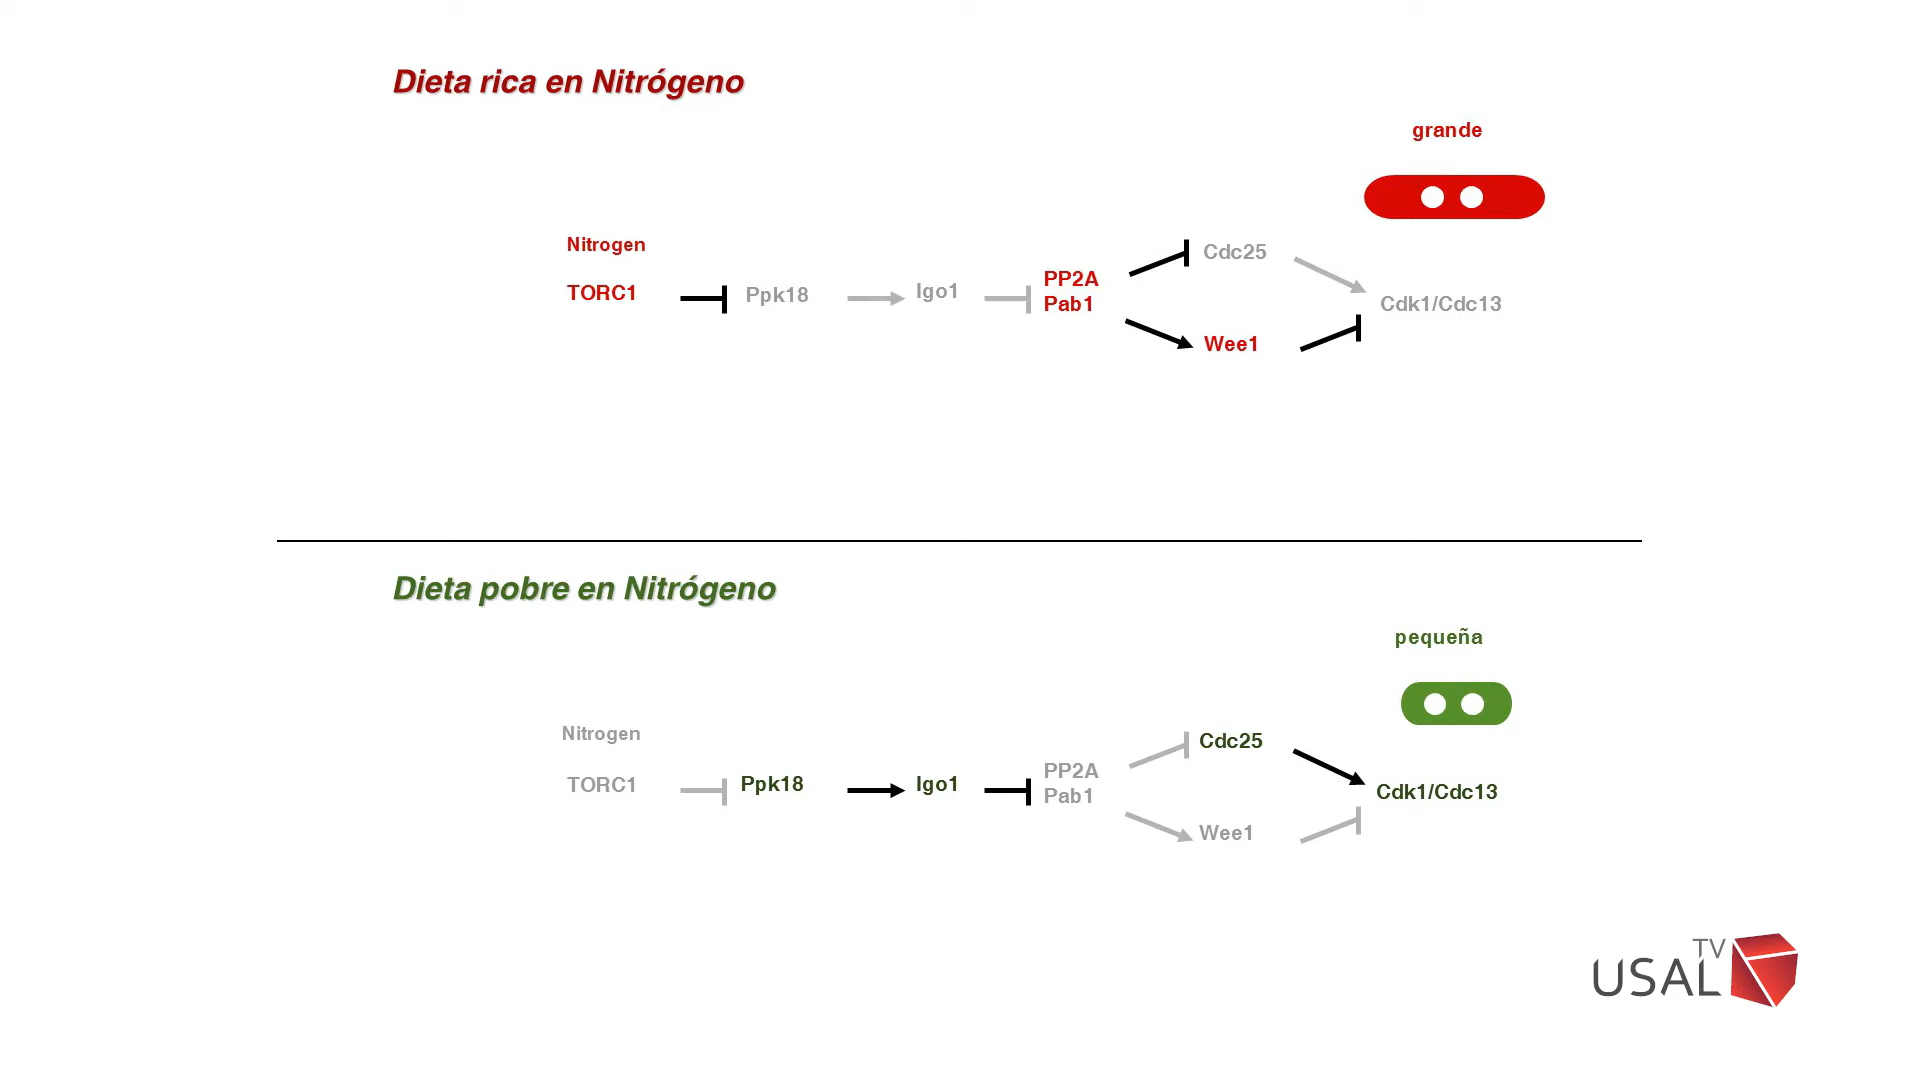 Dieta rica en Nitrógeno
grande
Nitrogen
TORC1
Ppk18
Igo1
PP2A
Pab1
Cdc25
Wee1
Cdk1/Cdc13
Dieta pobre en Nitrógeno
pequeña
Nitrogen
TORC1
Ppk18
Igo1
PP2A
Pab1
Cdc25
Wee1
Cdk1/Cdc13
USAL TV